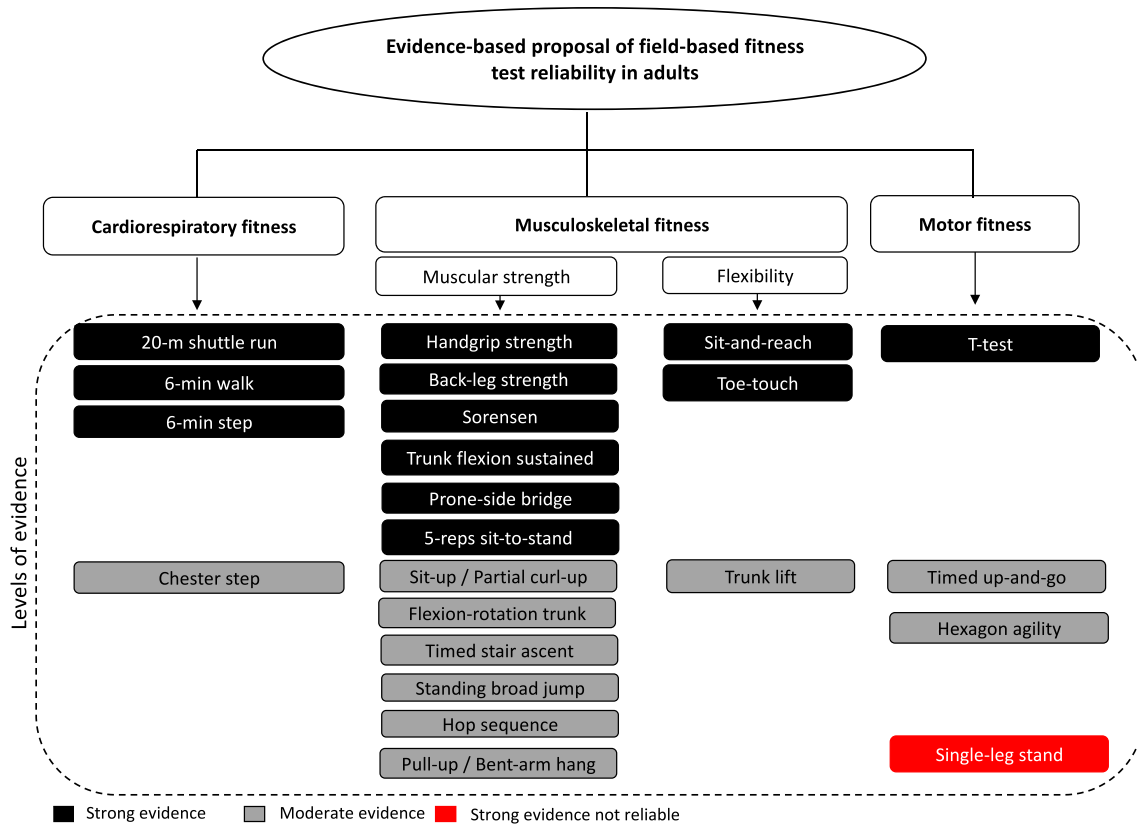 Evidence-based proposal of field-based fitness
test reliability in adults
Cardiorespiratory fitness
Musculoskeletal fitness
Motor fitness
Muscular strength
Flexibility
20-m shuttle run
6-min walk
6-min step
Chester step
Handgrip strength
Back-leg strength
Sorensen
Trunk flexion sustained
Prone-side bridge
5-reps sit-to-stand
Sit-up / Partial curl-up
Flexion-rotation trunk
Timed stair ascent
Standing broad jump
Hop sequence
Pull-up / Bent-arm hang
Sit-and-reach
Toe-touch
Trunk lift
T-test
Timed up-and-go
Hexagon agility
Single-leg stand
Levels of evidence
Strong evidence
Moderate evidence
Strong evidence not reliable